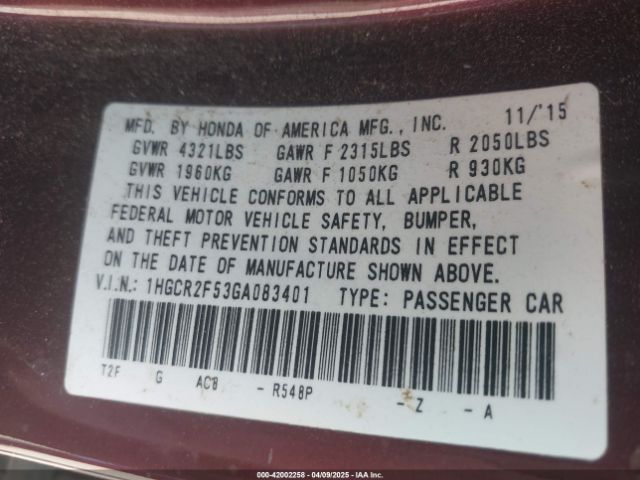 MFD. BY HONDA OF AMERICA MFG., INC. 11/'15
GVWR 4321LBS GAWR F 2315LBS R 2050LBS
GVWR 1960KG GAWR F 1050KG R 930KG
THIS VEHICLE CONFORMS TO ALL APPLICABLE
FEDERAL MOTOR VEHICLE SAFETY, BUMPER,
AND THEFT PREVENTION STANDARDS IN EFFECT
ON THE DATE OF MANUFACTURE SHOWN ABOVE.
V.I.N.: 1HGCR2F53GA083401 TYPE: PASSENGER CAR
T2F G AC8 - R548P - Z - A
000-42002258 - 04/09/2025 - IAA Inc.